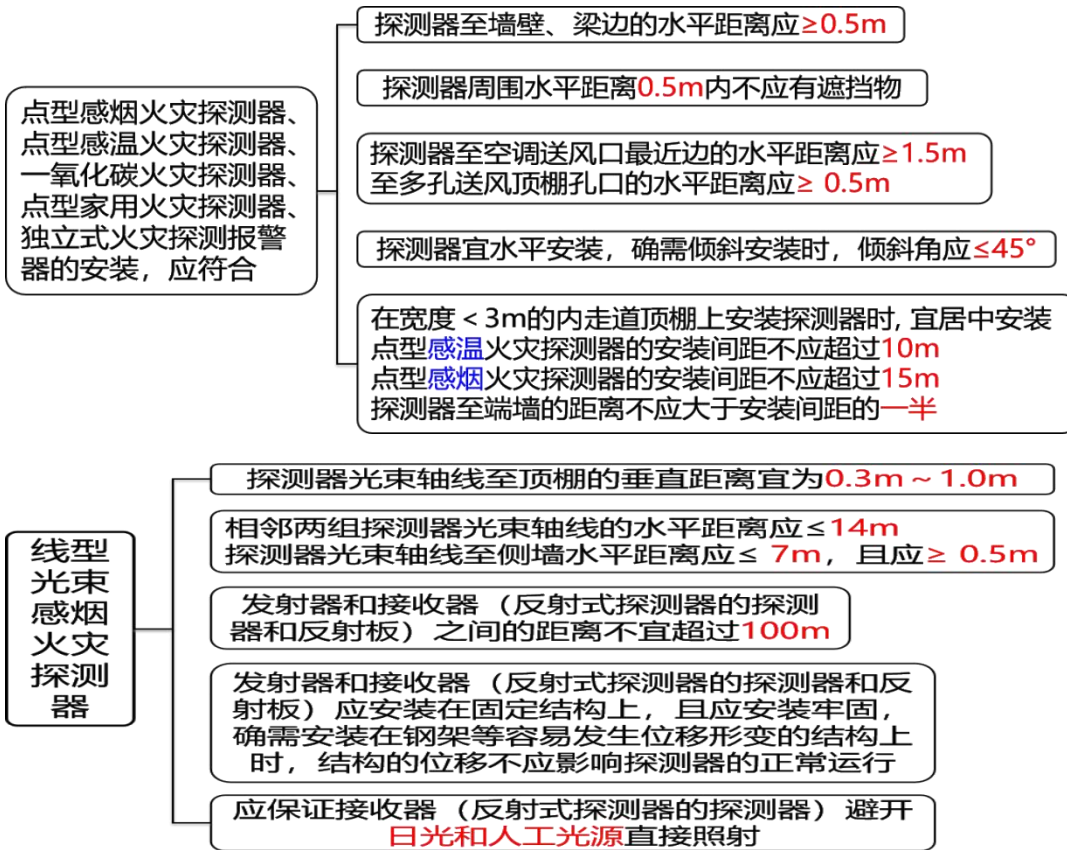 探测器至墙壁、梁边的水平距离应≥0.5m
探测器周围水平距离0.5m内不应有遮挡物
点型感烟火灾探测器、
点型感温火灾探测器、
一氧化碳火灾探测器、
点型家用火灾探测器、
独立式火灾探测报警
器的安装，应符合
探测器至空调送风口最近边的水平距离应≥1.5m
至多孔送风顶棚孔口的水平距离应≥ 0.5m
探测器宜水平安装，确需倾斜安装时，倾斜角应≤45°
在宽度＜3m的内走道顶棚上安装探测器时, 宜居中安装
点型感温火灾探测器的安装间距不应超过10m
点型感烟火灾探测器的安装间距不应超过15m
探测器至端墙的距离不应大于安装间距的一半
线型
光束
感烟
火灾
探测
器
探测器光束轴线至顶棚的垂直距离宜为0.3m～1.0m
相邻两组探测器光束轴线的水平距离应≤14m
探测器光束轴线至侧墙水平距离应≤ 7m，且应≥ 0.5m
发射器和接收器（反射式探测器的探测
器和反射板）之间的距离不宜超过100m
发射器和接收器（反射式探测器的探测器和反
射板）应安装在固定结构上，且应安装牢固，
确需安装在钢架等容易发生位移形变的结构上
时，结构的位移不应影响探测器的正常运行
应保证接收器（反射式探测器的探测器）避开
日光和人工光源直接照射